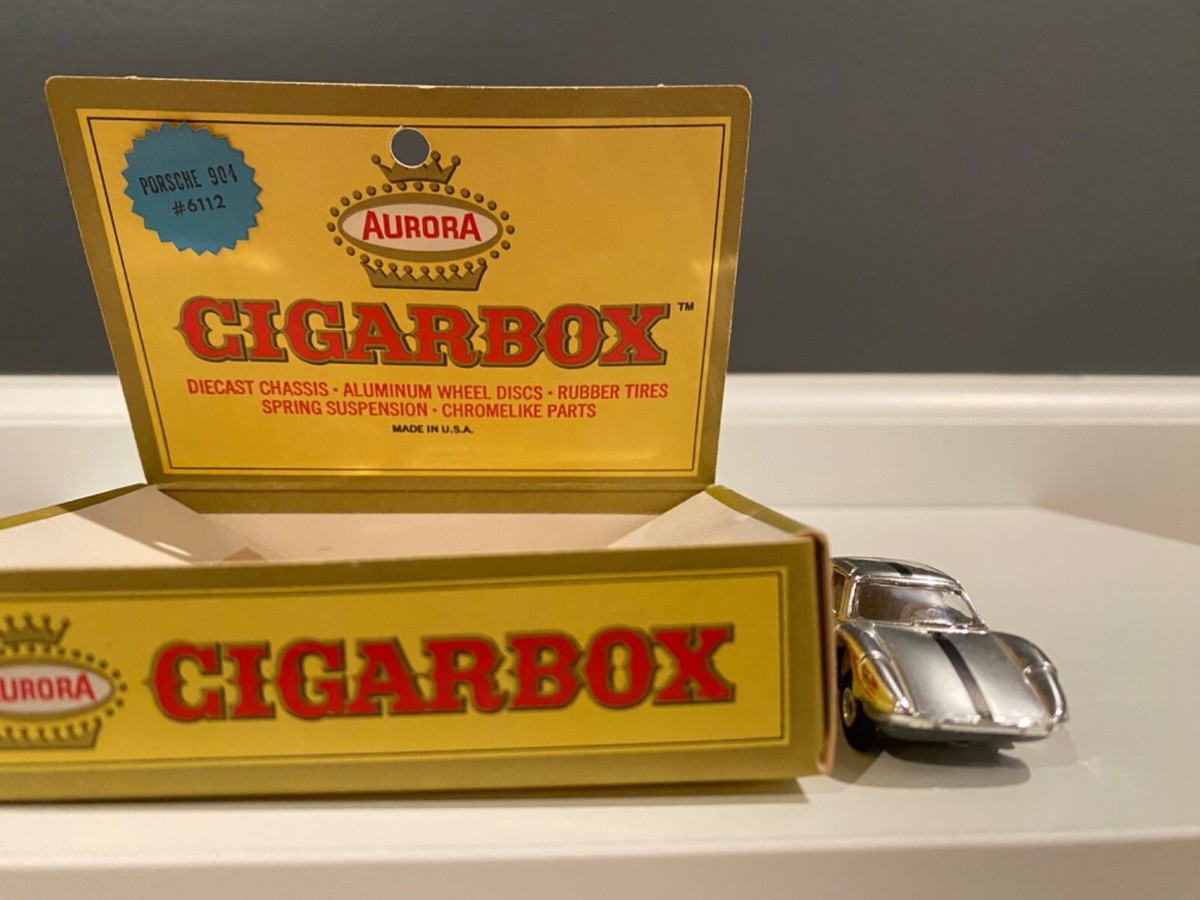 PORSCHE 904
#6112
AURORA
CIGARBOX™
DIECAST CHASSIS • ALUMINUM WHEEL DISCS • RUBBER TIRES
SPRING SUSPENSION • CHROMELIKE PARTS
MADE IN U.S.A.
URORA
CIGARBOX